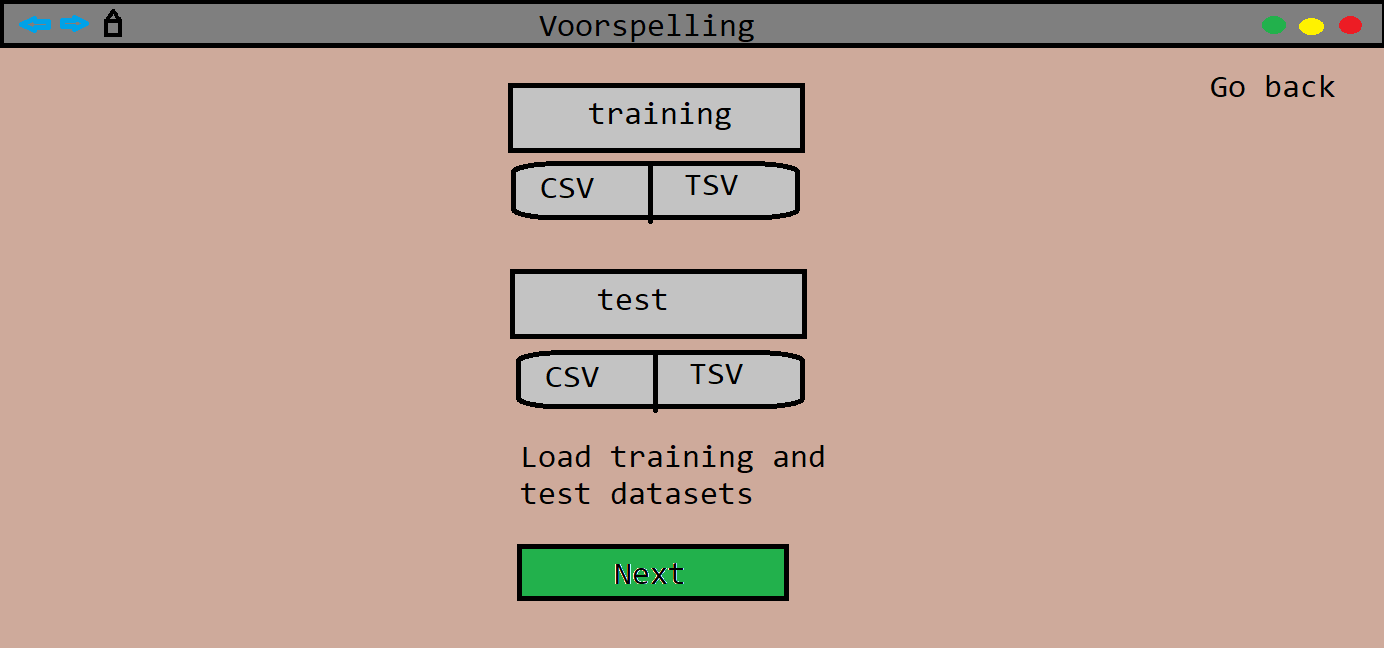 Voorspelling
Go back
training
CSV TSV
test
CSV TSV
Load training and
test datasets
Next